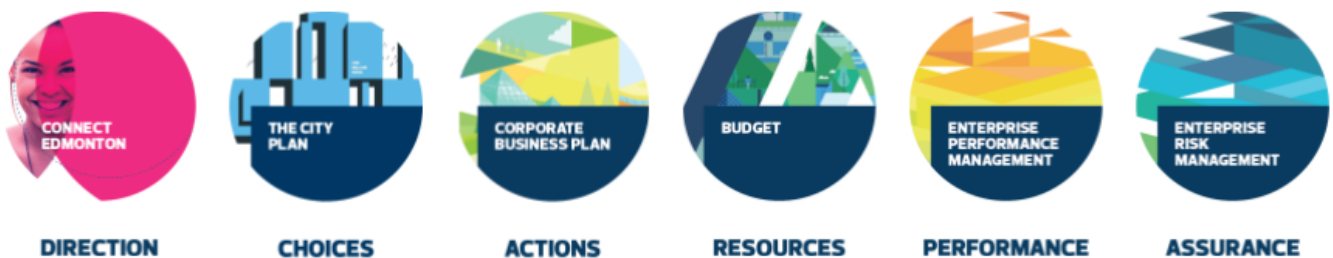 CONNECT
EDMONTON
THE CITY
PLAN
CORPORATE
BUSINESS PLAN
BUDGET
ENTERPRISE
PERFORMANCE
MANAGEMENT
ENTERPRISE
RISK
MANAGEMENT
DIRECTION
CHOICES
ACTIONS
RESOURCES
PERFORMANCE
ASSURANCE